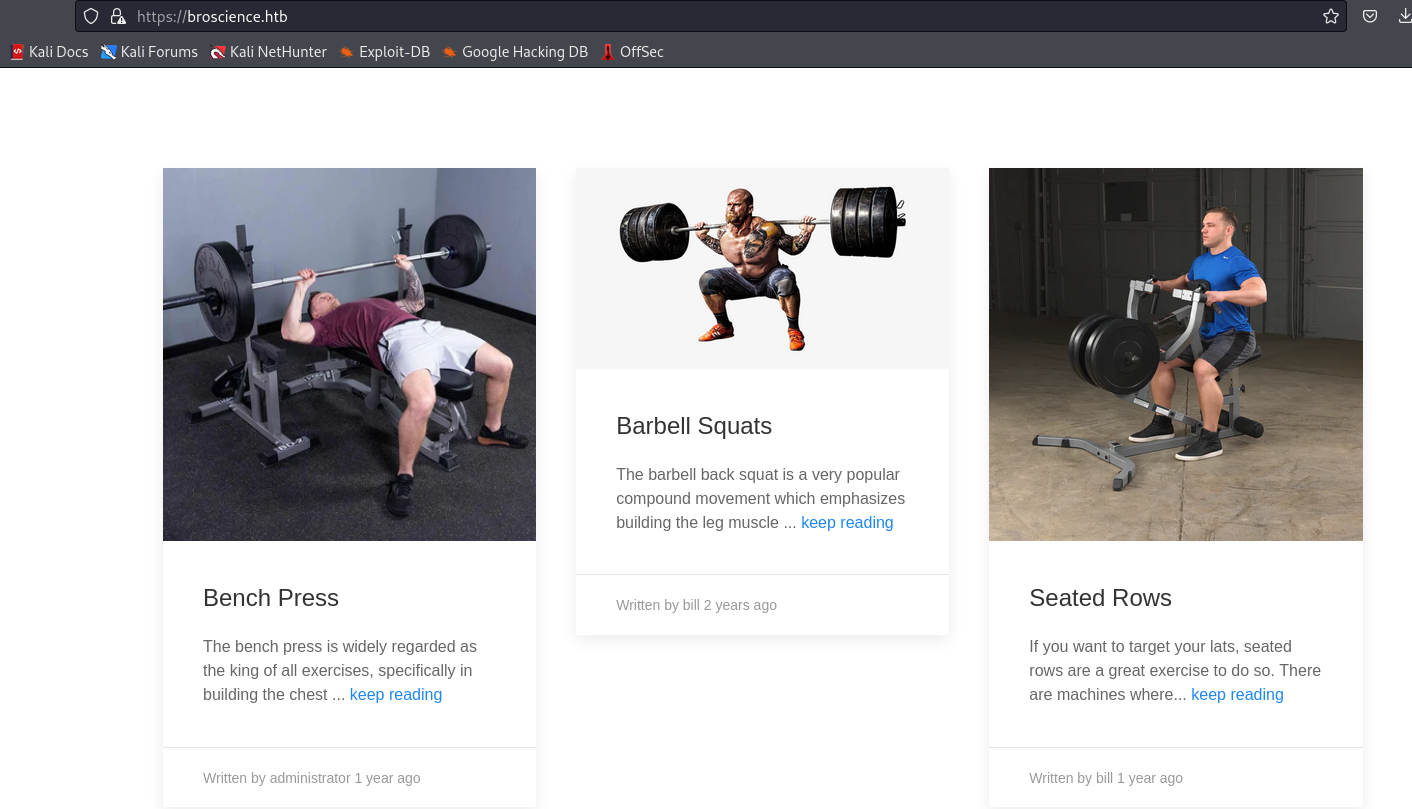 https://broscience.htb
Kali Docs Kali Forums Kali NetHunter Exploit-DB Google Hacking DB OffSec
Bench Press
The bench press is widely regarded as
the king of all exercises, specifically in
building the chest ... keep reading
Written by administrator 1 year ago
Barbell Squats
The barbell back squat is a very popular
compound movement which emphasizes
building the leg muscle ... keep reading
Written by bill 2 years ago
Seated Rows
If you want to target your lats, seated
rows are a great exercise to do so. There
are machines where... keep reading
Written by bill 1 year ago